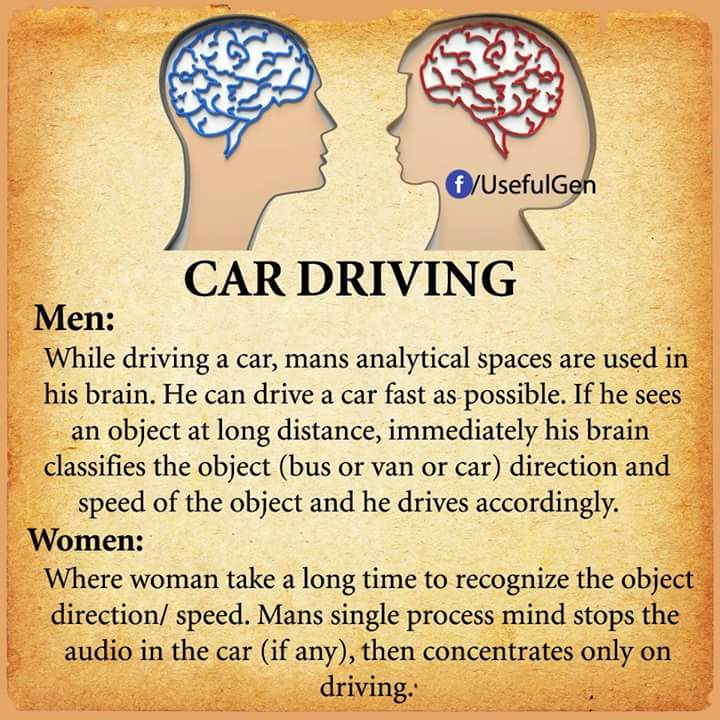 f/UsefulGen
CAR DRIVING
Men:
While driving a car, mans analytical spaces are used in
his brain. He can drive a car fast as possible. If he sees
an object at long distance, immediately his brain
classifies the object (bus or van or car) direction and
speed of the object and he drives accordingly.
Women:
Where woman take a long time to recognize the object
direction/ speed. Mans single process mind stops the
audio in the car (if any), then concentrates only on
driving.